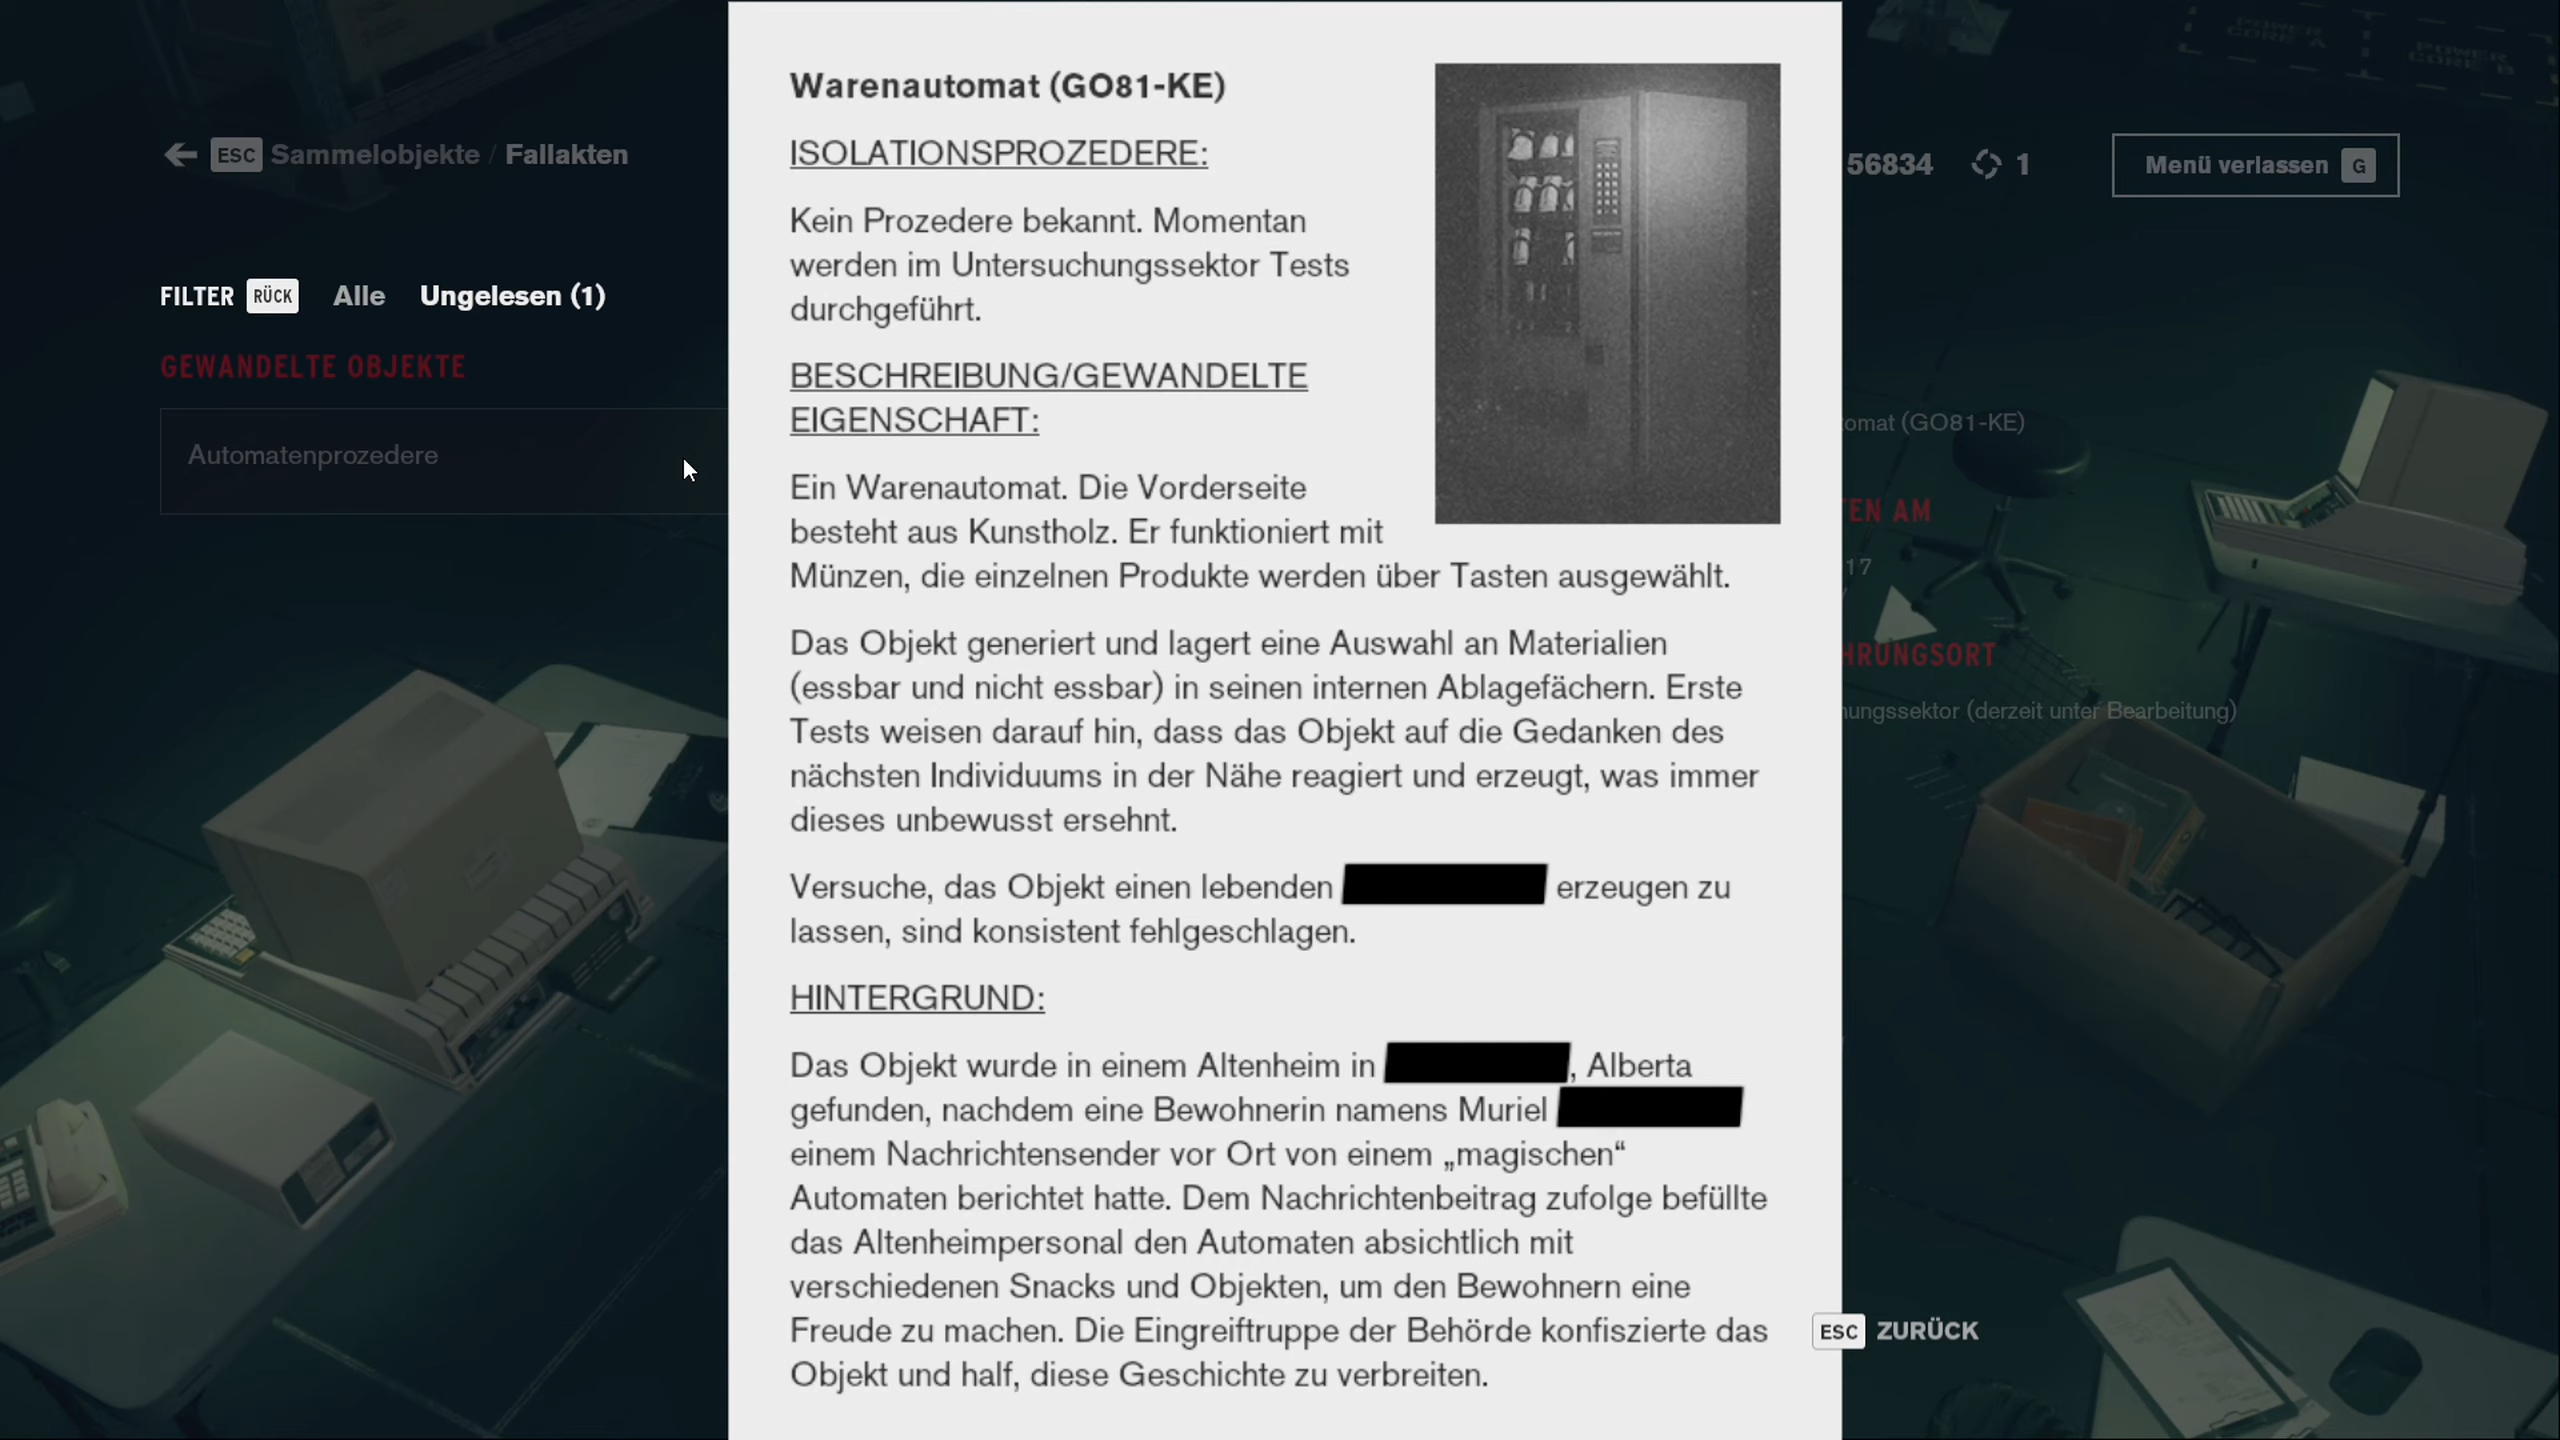 POWER CORE A
POWER CORE B
ESC Sammelobjekte / Fallakten
56834 1
Menü verlassen G
FILTER RÜCK Alle Ungelesen (1)
GEWANDELTE OBJEKTE
Automatenprozedere
Warenautomat (GO81-KE)
ISOLATIONSPROZEDERE:
Kein Prozedere bekannt. Momentan
werden im Untersuchungssektor Tests
durchgeführt.
BESCHREIBUNG/GEWANDELTE
EIGENSCHAFT:
Ein Warenautomat. Die Vorderseite
besteht aus Kunstholz. Er funktioniert mit
Münzen, die einzelnen Produkte werden über Tasten ausgewählt.
Das Objekt generiert und lagert eine Auswahl an Materialien
(essbar und nicht essbar) in seinen internen Ablagefächern. Erste
Tests weisen darauf hin, dass das Objekt auf die Gedanken des
nächsten Individuums in der Nähe reagiert und erzeugt, was immer
dieses unbewusst ersehnt.
Versuche, das Objekt einen lebenden erzeugen zu
lassen, sind konsistent fehlgeschlagen.
HINTERGRUND:
Das Objekt wurde in einem Altenheim in , Alberta
gefunden, nachdem eine Bewohnerin namens Muriel
einem Nachrichtensender vor Ort von einem „magischen“
Automaten berichtet hatte. Dem Nachrichtenbeitrag zufolge befüllte
das Altenheimpersonal den Automaten absichtlich mit
verschiedenen Snacks und Objekten, um den Bewohnern eine
Freude zu machen. Die Eingreiftruppe der Behörde konfiszierte das
Objekt und half, diese Geschichte zu verbreiten.
omat (GO81-KE)
EN AM
17
HRUNGSORT
ungssektor (derzeit unter Bearbeitung)
ESC ZURÜCK